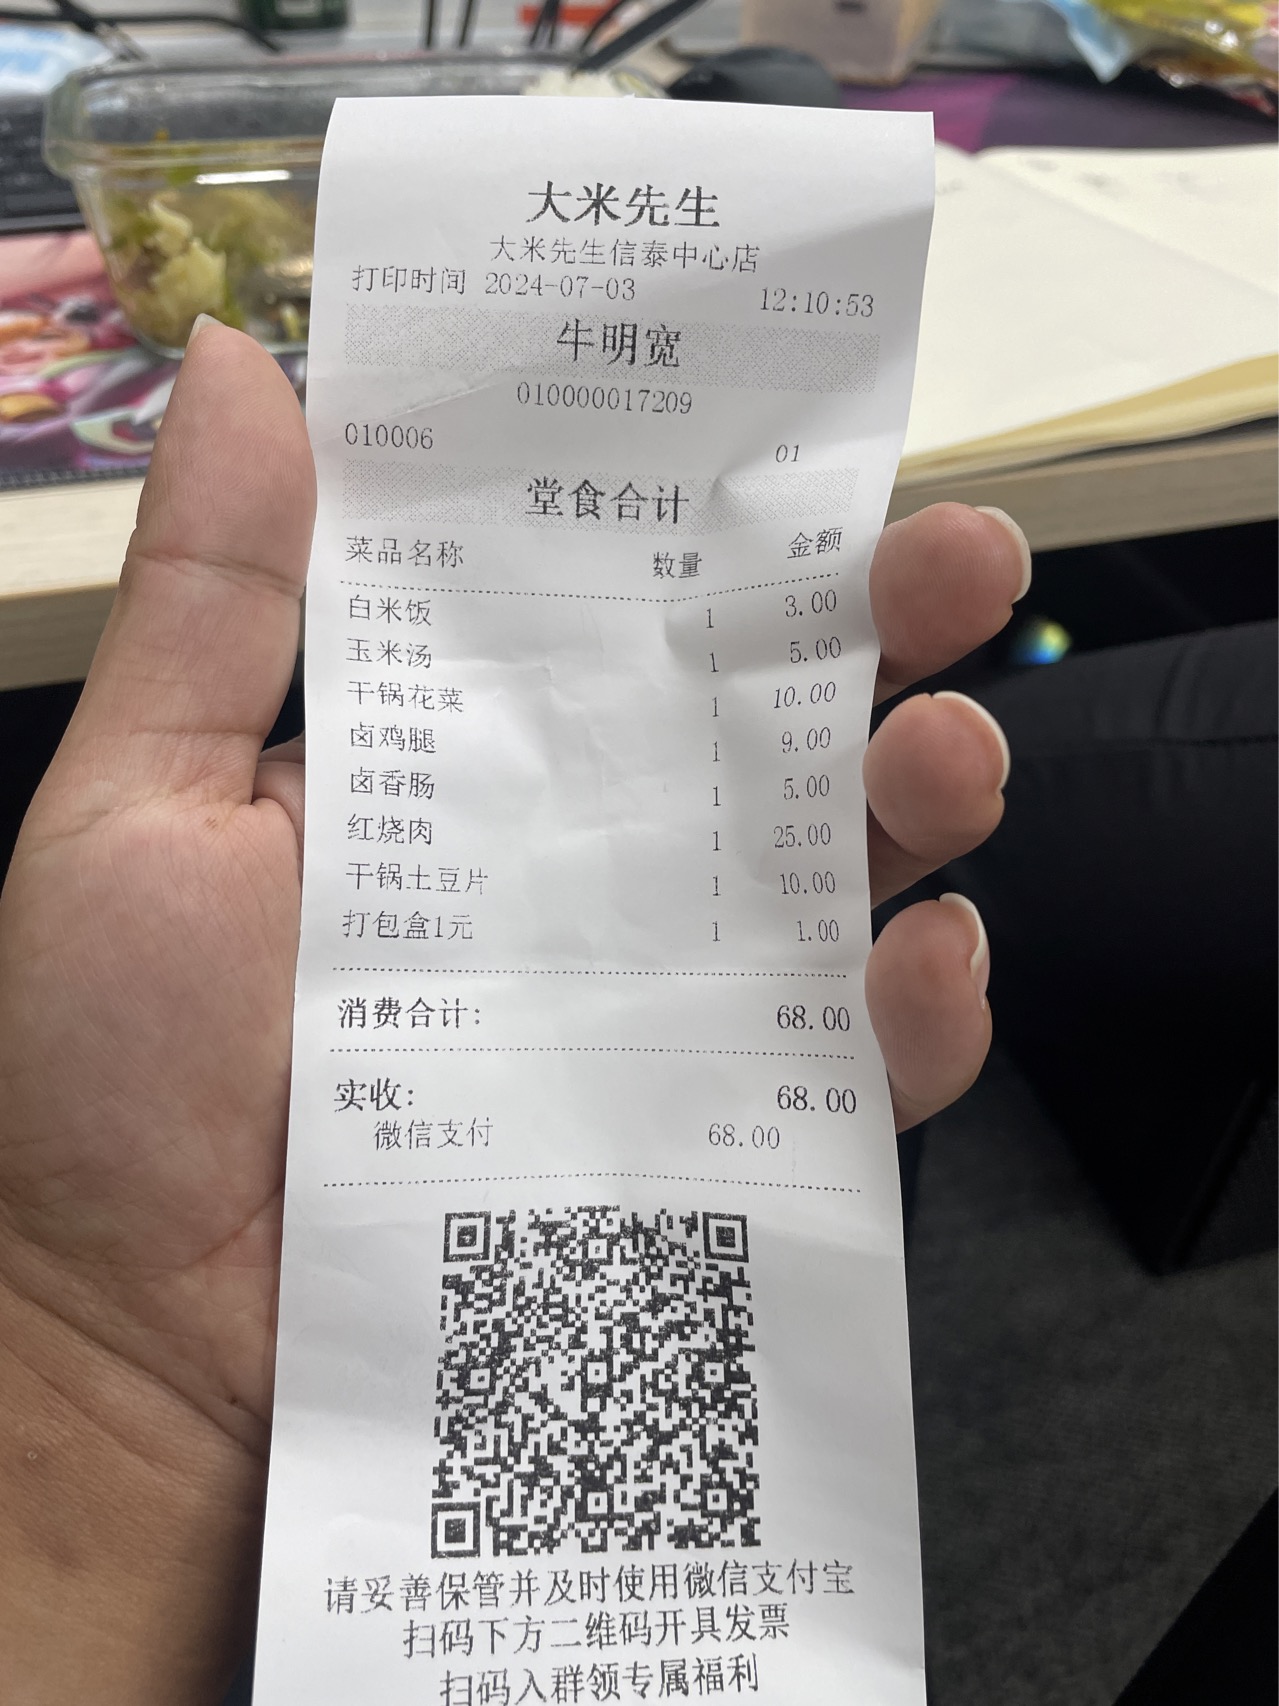 大米先生
大米先生信泰中心店
打印时间 2024-07-03 12:10:53
牛明宽
010000017209
010006 01
堂食合计
菜品名称 数量 金额
白米饭 1 3.00
玉米汤 1 5.00
干锅花菜 1 10.00
卤鸡腿 1 9.00
卤香肠 1 5.00
红烧肉 1 25.00
干锅土豆片 1 10.00
打包盒1元 1 1.00
消费合计: 68.00
实收: 68.00
微信支付 68.00
请妥善保管并及时使用微信支付宝
扫码下方二维码开具发票
扫码入群领专属福利